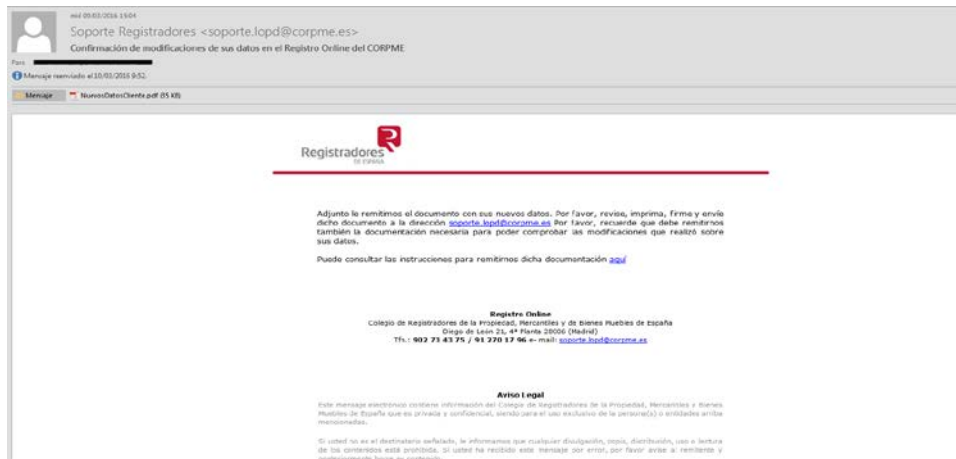 mié 09/03/2016 15:04
Soporte Registradores <soporte.lopd@corpme.es>
Confirmación de modificaciones de sus datos en el Registro Online del CORPME
Para
Mensaje reenviado el 10/03/2016 9:52.
Mensaje NuevosDatosCliente.pdf (35 KB)
Registradores
DE ESPAÑA
Adjunto le remitimos el documento con sus nuevos datos. Por favor, revise, imprima, firme y envíe
dicho documento a la dirección soporte.lopd@corpme.es Por favor, recuerde que debe remitirnos
también la documentación necesaria para poder comprobar las modificaciones que realizó sobre
sus datos.
Puede consultar las instrucciones para remitirnos dicha documentación aquí
Registro Online
Colegio de Registradores de la Propiedad, Mercantiles y de Bienes Muebles de España
Diego de León 21, 4ª Planta 28006 (Madrid)
Tfs.: 902 73 43 75 / 91 270 17 96 e-mail: soporte.lopd@corpme.es
Aviso Legal
Este mensaje electrónico contiene información del Colegio de Registradores de la Propiedad, Mercantiles y Bienes
Muebles de España que es privada y confidencial, siendo para el uso exclusivo de la persona(s) o entidades arriba
mencionadas.
Si usted no es el destinatario señalado, le informamos que cualquier divulgación, copia, distribución, uso o lectura
de los contenidos está prohibida. Si usted ha recibido este mensaje por error, por favor avise al remitente y